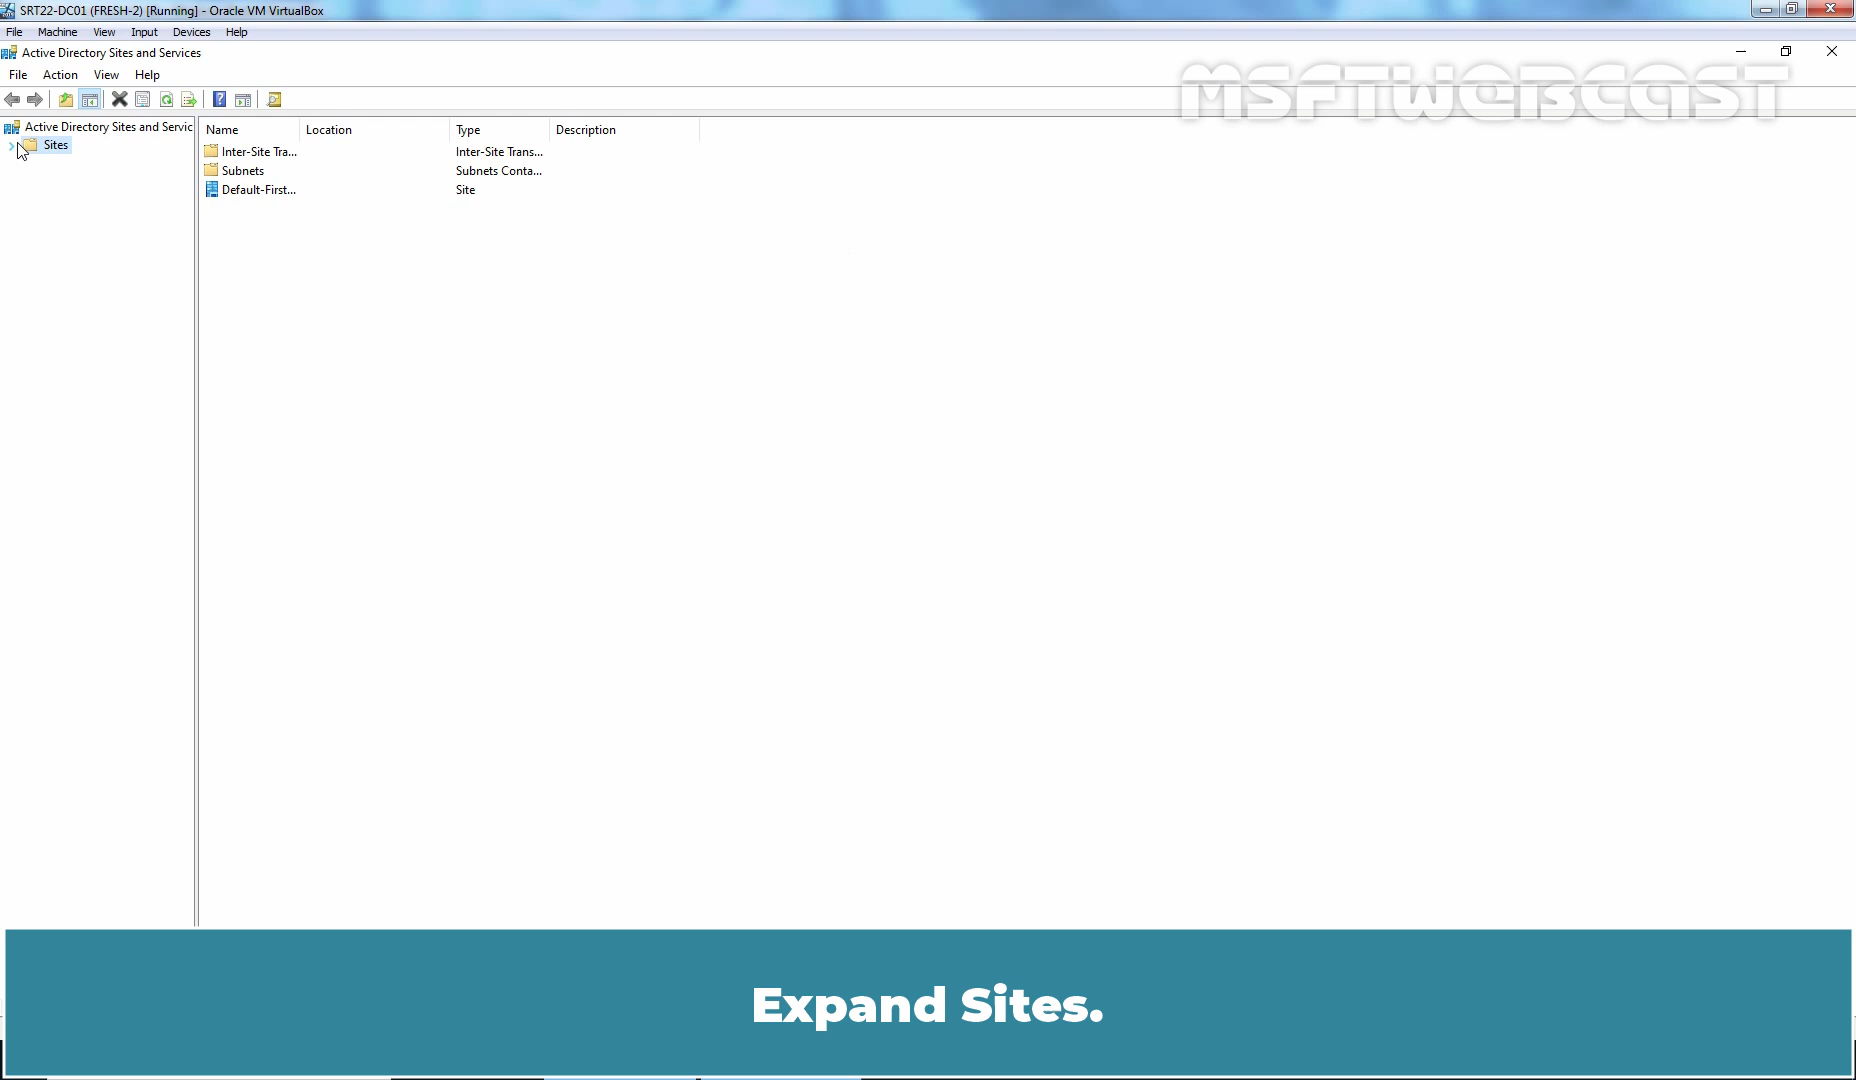 SRT22-DC01 (FRESH-2) [Running] - Oracle VM VirtualBox
File Machine View Input Devices Help
Active Directory Sites and Services
File Action View Help
MSFTWEBCAST
Active Directory Sites and Servic
Sites
Name Location Type Description
Inter-Site Tra... Inter-Site Trans...
Subnets Subnets Conta...
Default-First... Site
Expand Sites.